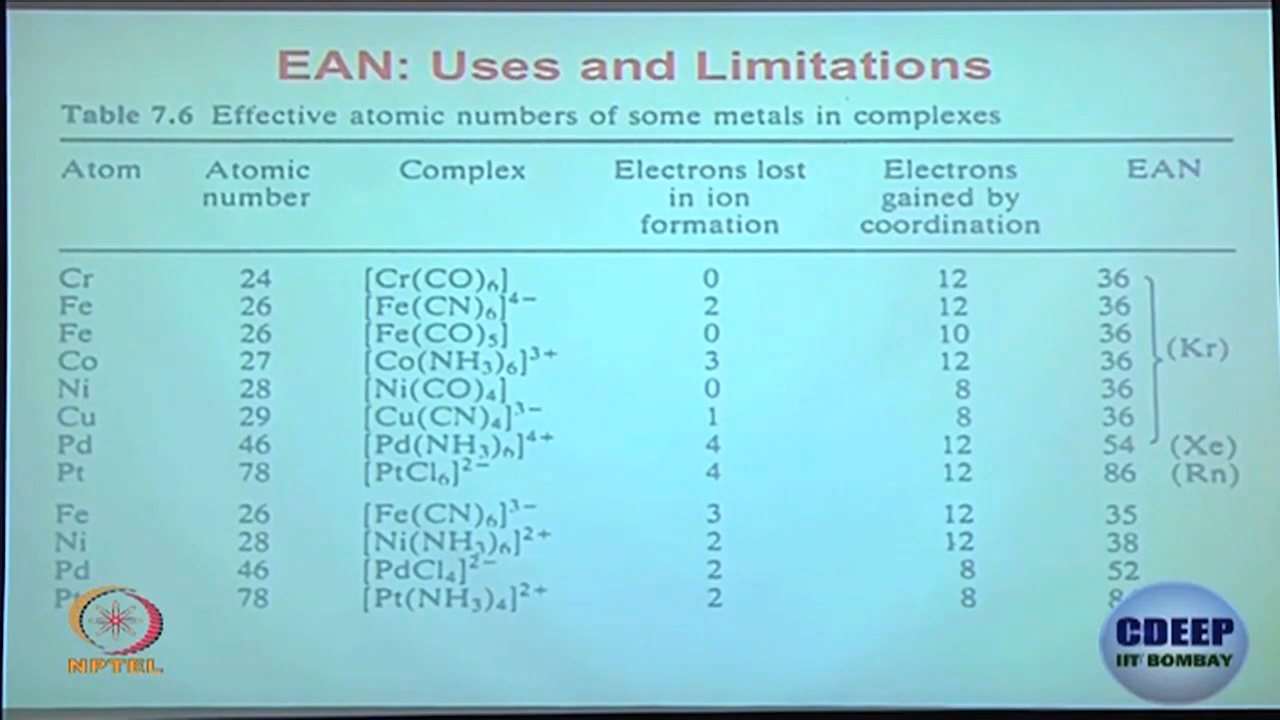 EAN: Uses and Limitations
Table 7.6 Effective atomic numbers of some metals in complexes
Atom Atomic number Complex Electrons lost in ion formation Electrons gained by coordination EAN
Cr 24 [Cr(CO)₆] 0 12 36
Fe 26 [Fe(CN)₆]⁴⁻ 2 12 36
Fe 26 [Fe(CO)₅] 0 10 36
(Kr)
Co 27 [Co(NH₃)₆]³⁺ 3 12 36
Ni 28 [Ni(CO)₄] 0 8 36
Cu 29 [Cu(CN)₄]³⁻ 1 8 36
Pd 46 [Pd(NH₃)₆]⁴⁺ 4 12 54 (Xe)
Pt 78 [PtCl₆]²⁻ 4 12 86 (Rn)
Fe 26 [Fe(CN)₆]³⁻ 3 12 35
Ni 28 [Ni(NH₃)₆]²⁺ 2 12 38
Pd 46 [PdCl₄]²⁻ 2 8 52
78 [Pt(NH₃)₄]²⁺ 2 8
NPTEL
CDEEP
IIT BOMBAY